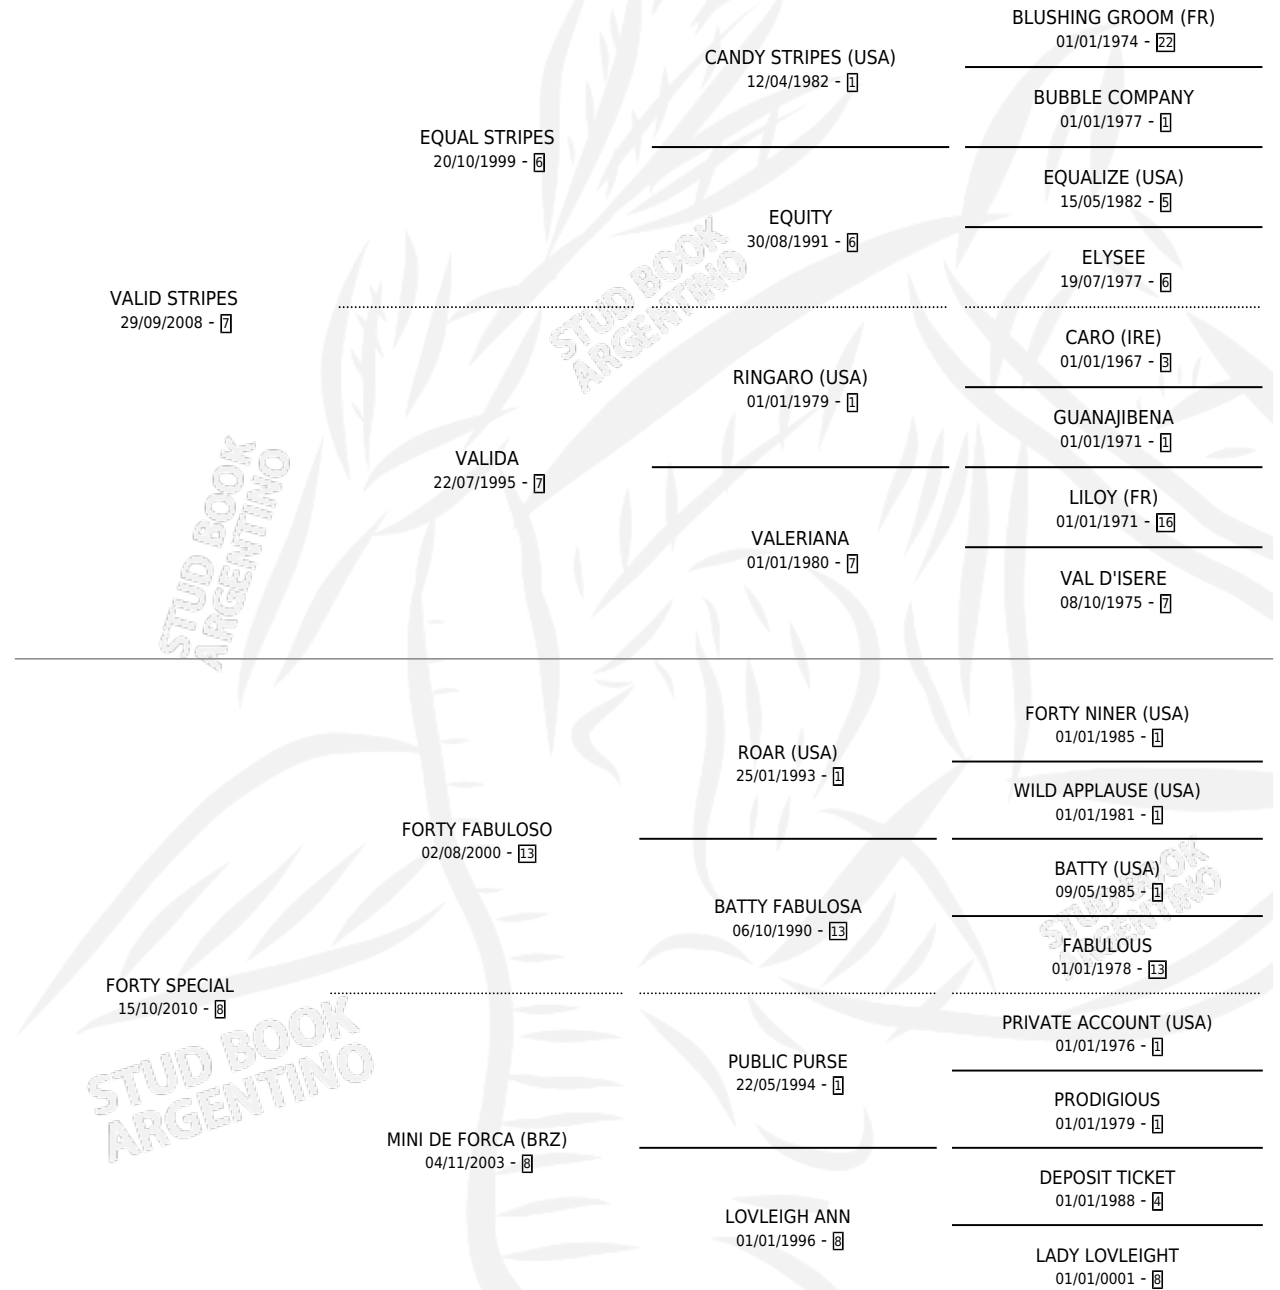 BLUSHING GROOM (FR)
01/01/1974 - 22
CANDY STRIPES (USA)
12/04/1982 - 1
BUBBLE COMPANY
01/01/1977 - 1
EQUAL STRIPES
20/10/1999 - 6
EQUALIZE (USA)
15/05/1982 - 5
EQUITY
30/08/1991 - 6
ELYSEE
19/07/1977 - 6
VALID STRIPES
29/09/2008 - 7
CARO (IRE)
01/01/1967 - 3
RINGARO (USA)
01/01/1979 - 1
GUANAJIBENA
01/01/1971 - 1
VALIDA
22/07/1995 - 7
LILOY (FR)
01/01/1971 - 16
VALERIANA
01/01/1980 - 7
VAL D'ISERE
08/10/1975 - 7
STUD BOOK
ARGENTINO
STUD BOOK
ARGENTINO
FORTY NINER (USA)
01/01/1985 - 1
ROAR (USA)
25/01/1993 - 1
WILD APPLAUSE (USA)
01/01/1981 - 1
FORTY FABULOSO
02/08/2000 - 13
BATTY (USA)
09/05/1985 - 1
BATTY FABULOSA
06/10/1990 - 13
FABULOUS
01/01/1978 - 13
STUD BOOK
ARGENTINO
FORTY SPECIAL
15/10/2010 - 8
PRIVATE ACCOUNT (USA)
01/01/1976 - 1
PUBLIC PURSE
22/05/1994 - 1
PRODIGIOUS
01/01/1979 - 1
MINI DE FORCA (BRZ)
04/11/2003 - 8
DEPOSIT TICKET
01/01/1988 - 4
LOVLEIGH ANN
01/01/1996 - 8
LADY LOVLEIGHT
01/01/0001 - 8
STUD BOOK
ARGENTINO